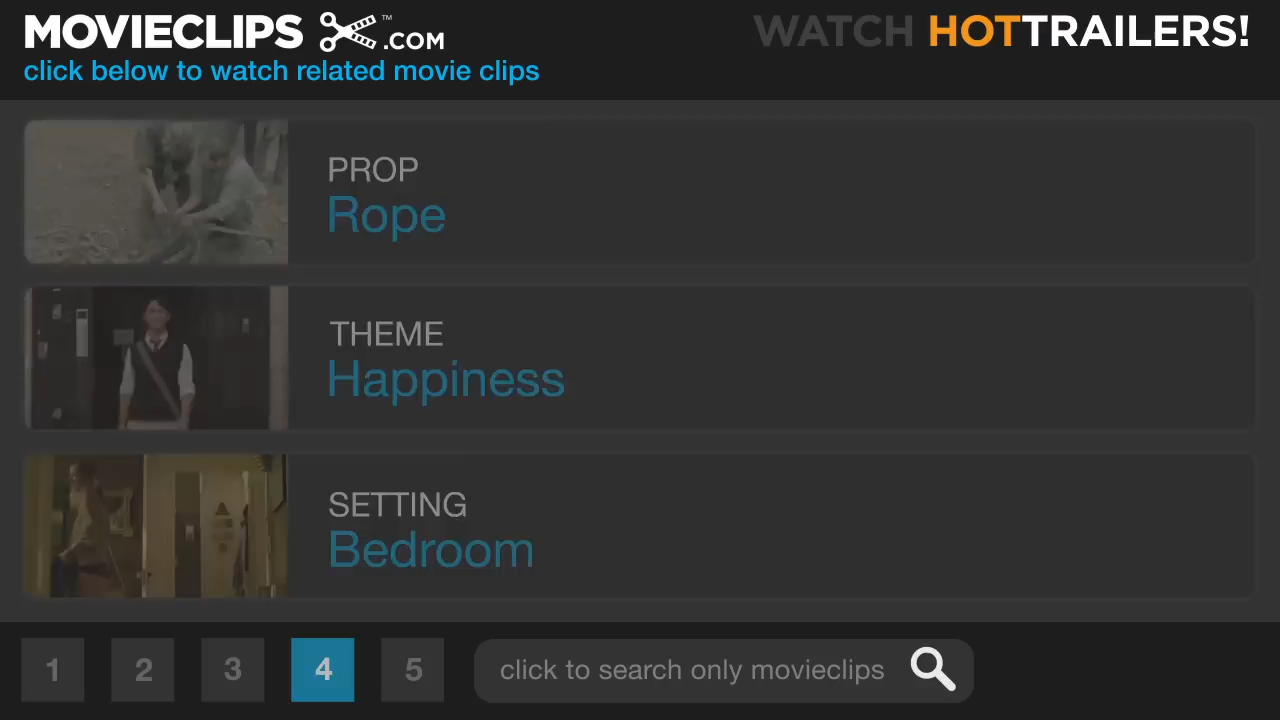 MOVIECLIPS ™ .COM
WATCH HOTTRAILERS!
click below to watch related movie clips
PROP
Rope
THEME
Happiness
SETTING
Bedroom
1 2 3 4 5 click to search only movieclips